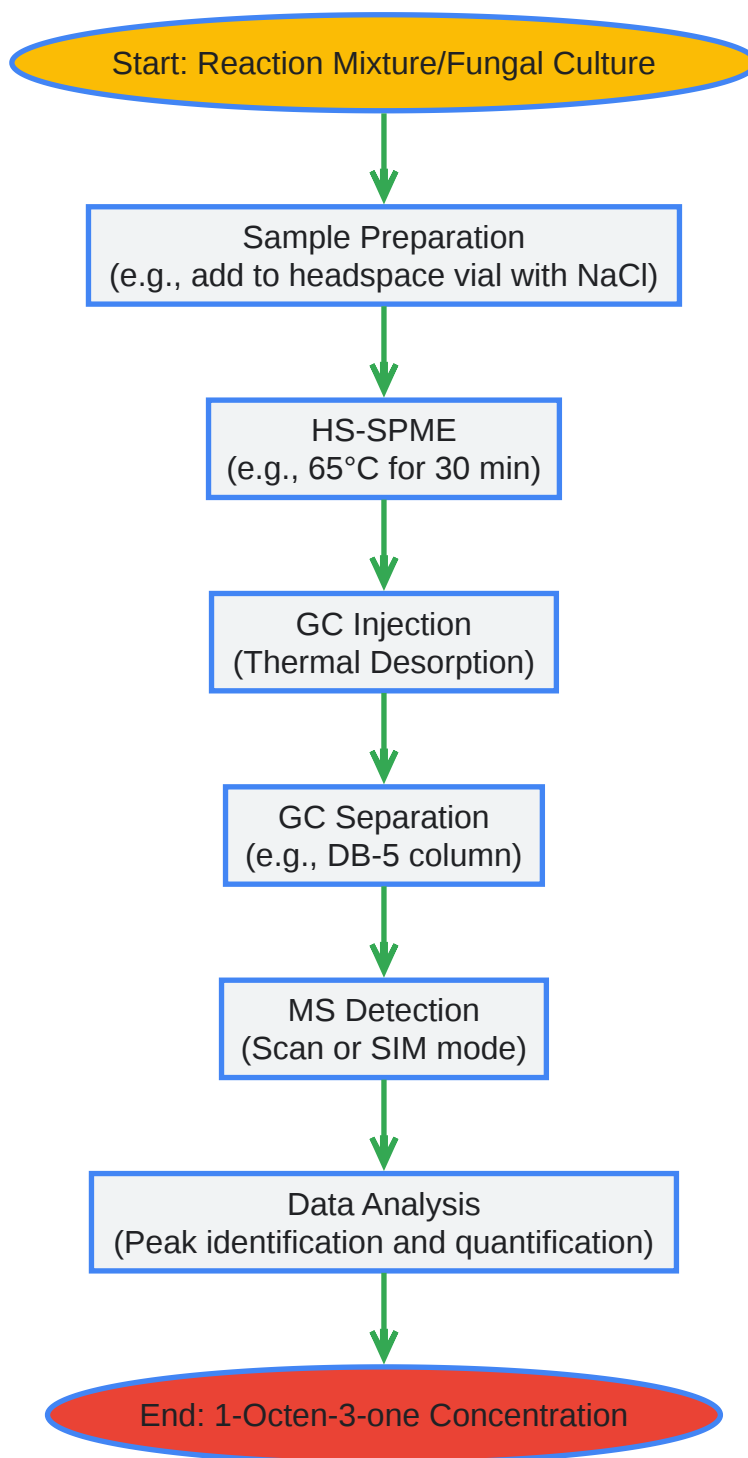 Start: Reaction Mixture/Fungal Culture
Sample Preparation
(e.g., add to headspace vial with NaCl)
HS-SPME
(e.g., 65°C for 30 min)
GC Injection
(Thermal Desorption)
GC Separation
(e.g., DB-5 column)
MS Detection
(Scan or SIM mode)
Data Analysis
(Peak identification and quantification)
End: 1-Octen-3-one Concentration